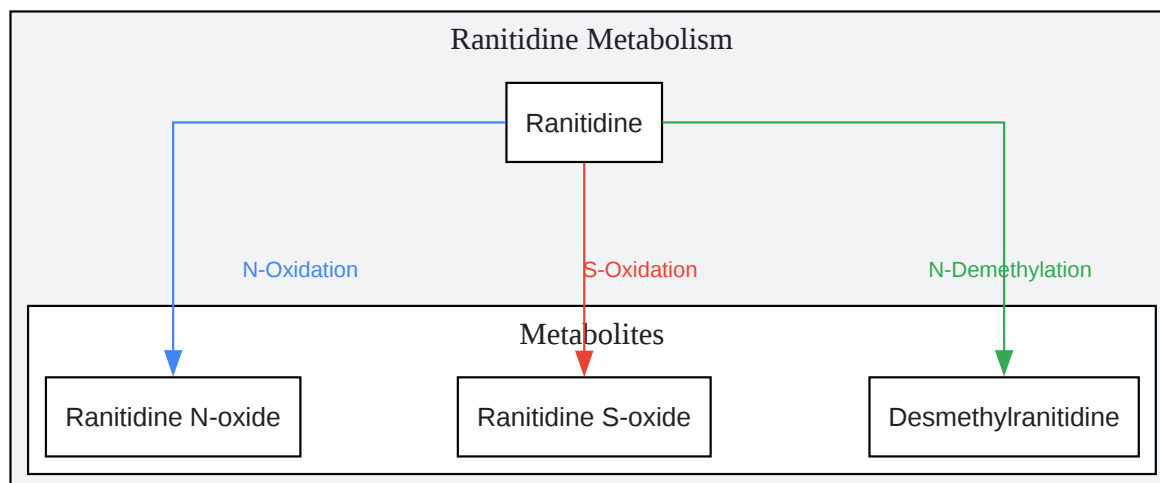 Ranitidine Metabolism
Ranitidine
N-Oxidation
S-Oxidation
N-Demethylation
Metabolites
Ranitidine N-oxide
Ranitidine S-oxide
Desmethylranitidine